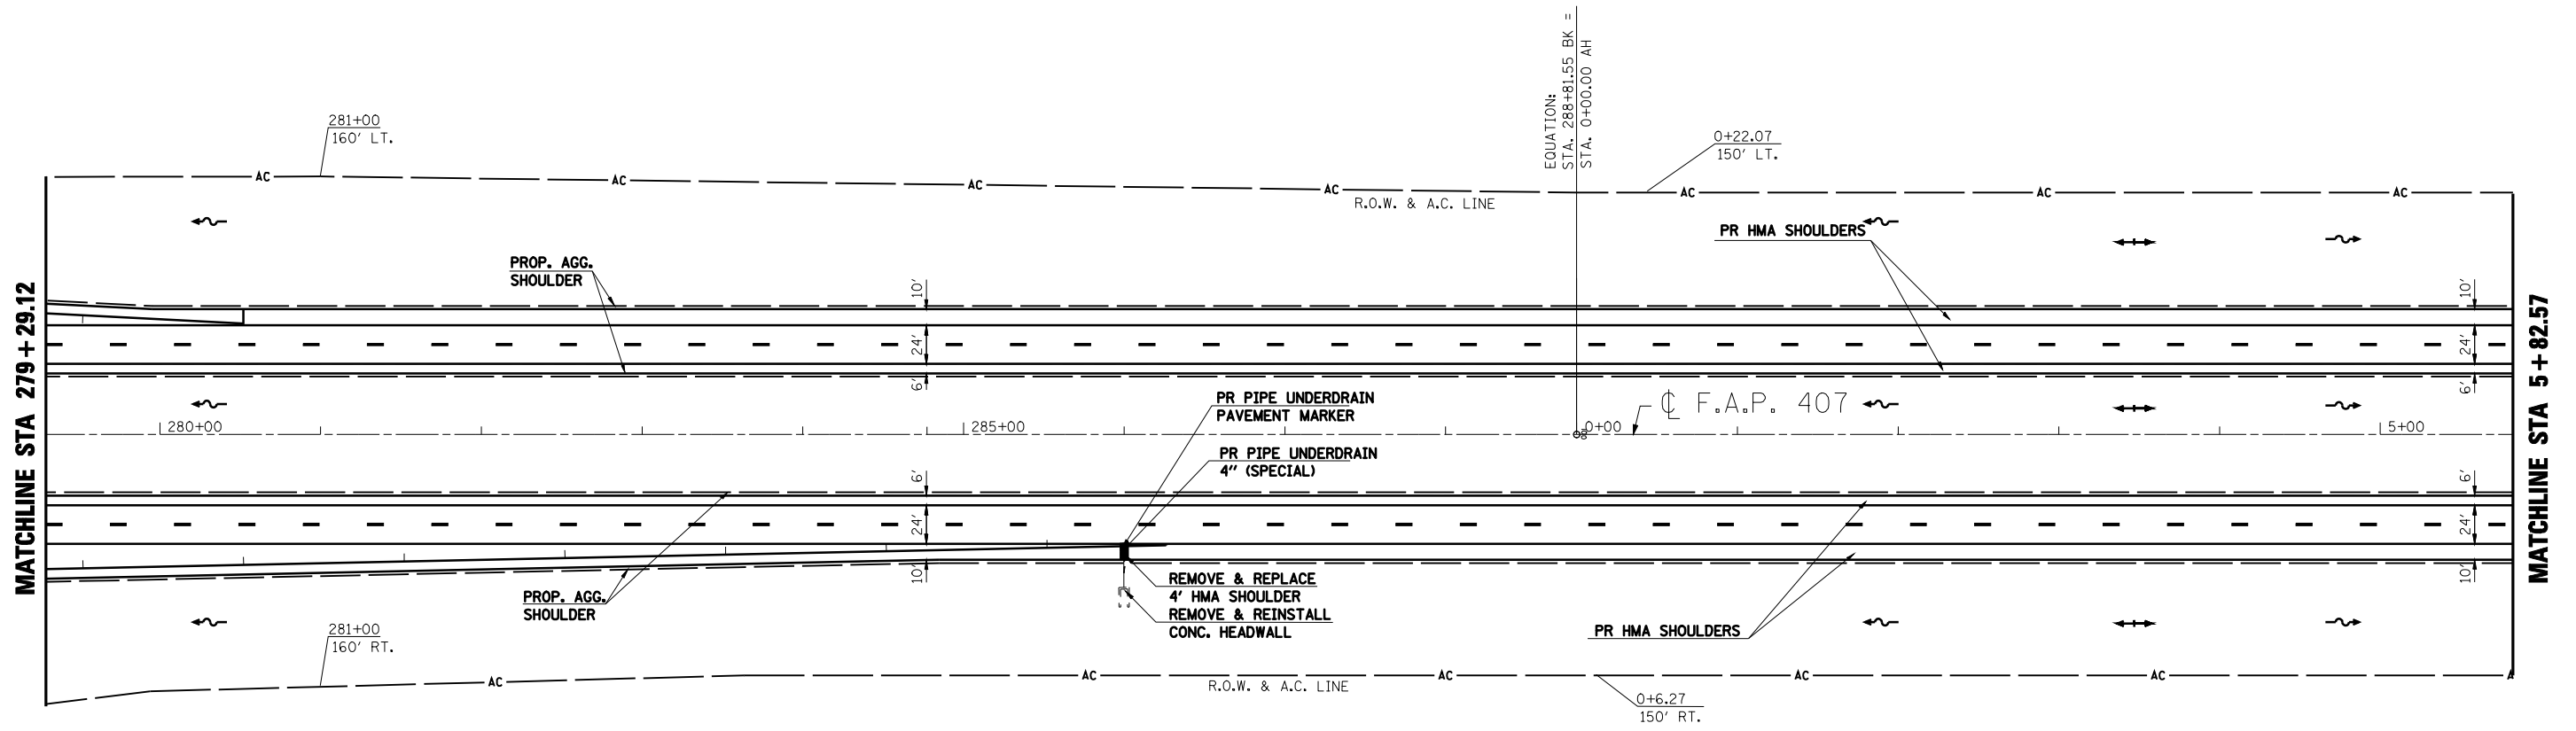 EQUATION:
STA. 288+81.55 BK =
STA. 0+00.00 AH
281+00
160' LT.
0+22.07
150' LT.
AC
AC
AC
AC
AC
AC
AC
R.O.W. & A.C. LINE
PR HMA SHOULDERS
PROP. AGG.
SHOULDER
10'
10'
MATCHLINE STA 279+29.12
MATCHLINE STA 5+82.57
24'
24'
6'
6'
PR PIPE UNDERDRAIN
PAVEMENT MARKER
℄ F.A.P. 407
280+00
285+00
0+00
5+00
PR PIPE UNDERDRAIN
4" (SPECIAL)
6'
6'
24'
24'
10'
10'
REMOVE & REPLACE
4' HMA SHOULDER
REMOVE & REINSTALL
CONC. HEADWALL
PROP. AGG.
SHOULDER
PR HMA SHOULDERS
281+00
160' RT.
AC
AC
AC
AC
AC
A
R.O.W. & A.C. LINE
0+6.27
150' RT.